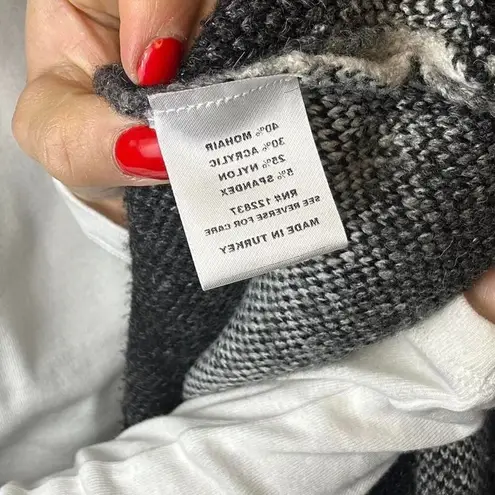 40% MOHAIR
30% ACRYLIC
25% NYLON
5% SPANDEX
RN# 122837
SEE REVERSE FOR CARE
MADE IN TURKEY